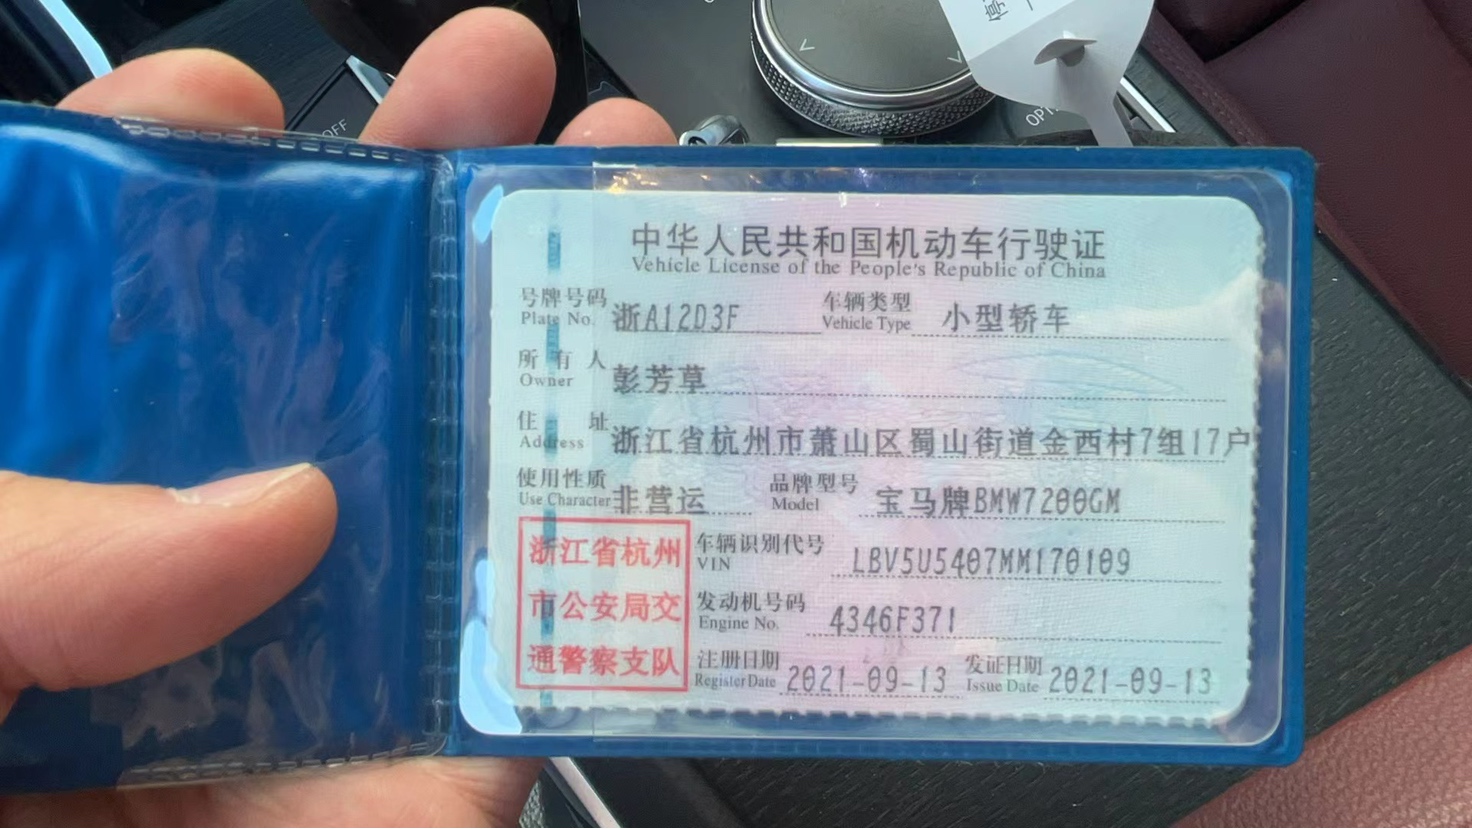 停
OFF
OPT
中华人民共和国机动车行驶证
Vehicle License of the People's Republic of China
号牌号码 浙A12D3F 车辆类型 小型轿车
Plate No. Vehicle Type
所有人 彭芳草
Owner
住址 浙江省杭州市萧山区蜀山街道金西村7组17户
Address
使用性质 非营运 品牌型号 宝马牌BMW7200GM
Use Character Model
浙江省杭州
市公安局交
通警察支队
车辆识别代号 LBV5U5407MM170109
VIN
发动机号码 4346F371
Engine No.
注册日期 2021-09-13 发证日期 2021-09-13
Register Date Issue Date